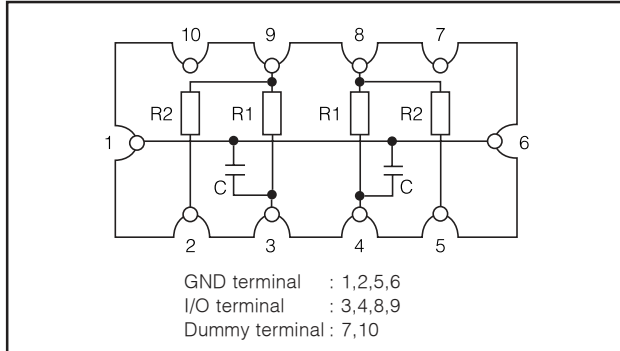 10 9 8 7
R2 R1 R1 R2
1 6
C C
2 3 4 5
GND terminal : 1,2,5,6
I/O terminal : 3,4,8,9
Dummy terminal : 7,10